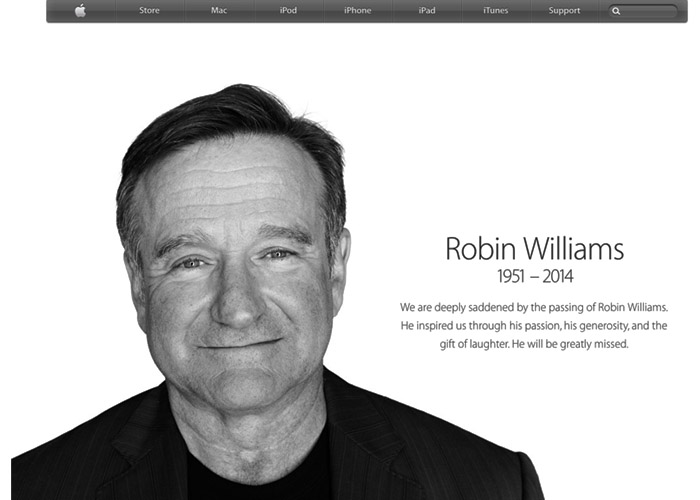 Store Mac iPod iPhone iPad iTunes Support
Robin Williams
1951 – 2014
We are deeply saddened by the passing of Robin Williams.
He inspired us through his passion, his generosity, and the
gift of laughter. He will be greatly missed.